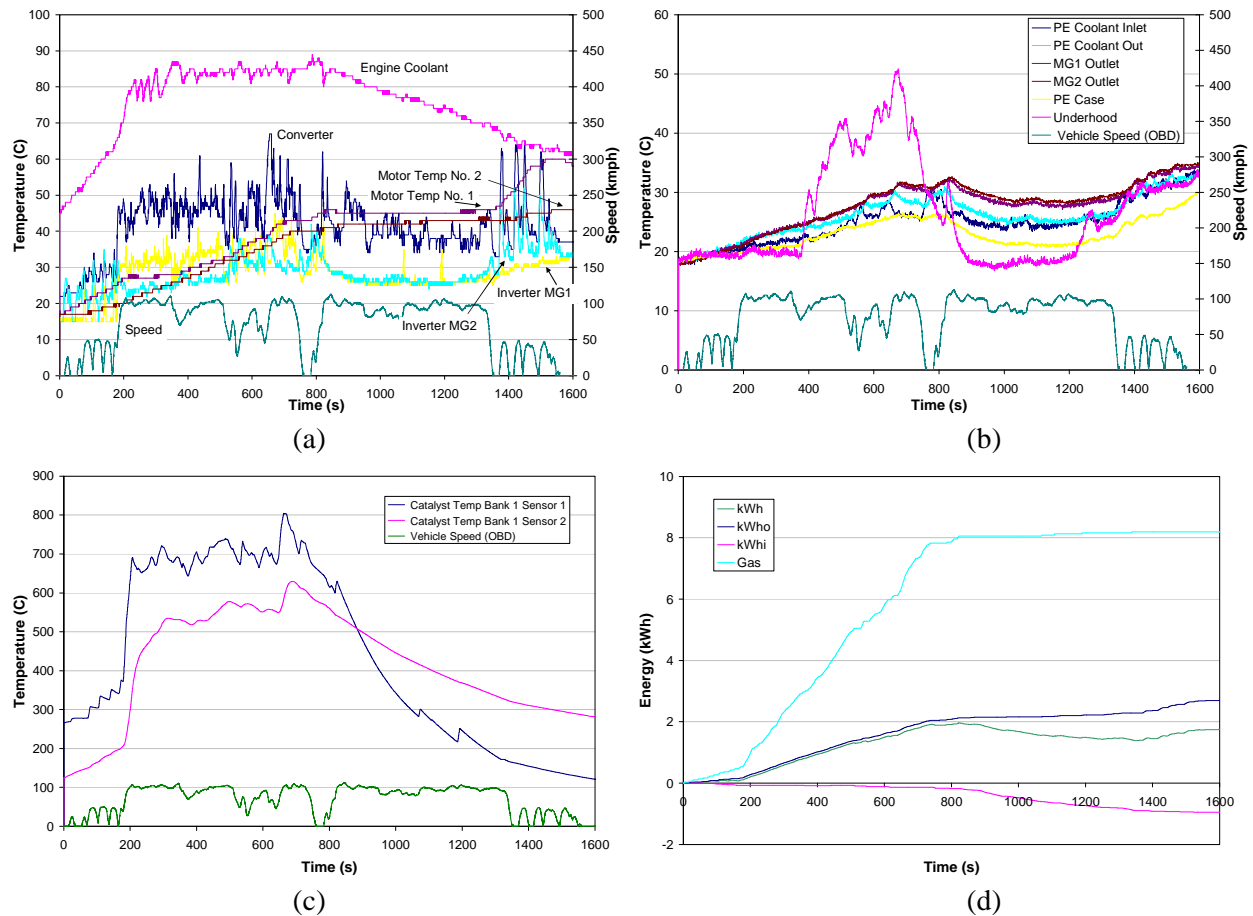 100
90
80
70
60
50
40
30
20
10
0
Temperature (C)
500
450
400
350
300
250
200
150
100
50
0
Speed (kmph)
Engine Coolant
Converter
Motor Temp No. 2
Motor Temp No. 1
Inverter MG1
Inverter MG2
Speed
0 200 400 600 800 1000 1200 1400 1600
Time (s)
(a)
60
50
40
30
20
10
0
Temperature (C)
500
450
400
350
300
250
200
150
100
50
0
Speed (kmph)
PE Coolant Inlet
PE Coolant Out
MG1 Outlet
MG2 Outlet
PE Case
Underhood
Vehicle Speed (OBD)
0 200 400 600 800 1000 1200 1400 1600
Time (s)
(b)
900
800
700
600
500
400
300
200
100
0
Temperature (C)
Catalyst Temp Bank 1 Sensor 1
Catalyst Temp Bank 1 Sensor 2
Vehicle Speed (OBD)
0 200 400 600 800 1000 1200 1400 1600
Time (s)
(c)
10
8
6
4
2
0
-2
Energy (kWh)
kWh
kWho
kWhi
Gas
0 200 400 600 800 1000 1200 1400 1600
Time (s)
(d)